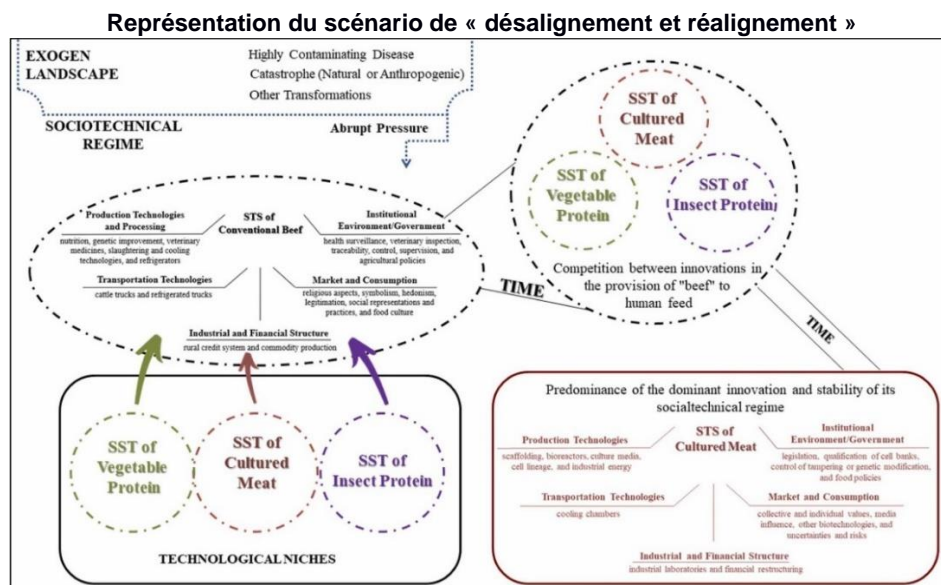 Représentation du scénario de « désalignement et réalignement »
EXOGEN
LANDSCAPE
Highly Contaminating Disease
Catastrophe (Natural or Anthropogenic)
Other Transformations
SOCIOTECHNICAL
REGIME
Abrupt Pressure
Production Technologies
and Processing
nutrition, genetic improvement, veterinary
medicines, slaughtering and cooling
technologies, and refrigerators
STS of
Conventional Beef
Institutional
Environment/Government
health surveillance, veterinary inspection,
traceability, control, supervision, and
agricultural policies
Transportation Technologies
cattle trucks and refrigerated trucks
Market and Consumption
religious aspects, symbolism, hedonism,
legitimation, social representations and
practices, and food culture
Industrial and Financial Structure
rural credit system and commodity production
SST of
Vegetable
Protein
SST of
Cultured
Meat
SST of
Insect Protein
TECHNOLOGICAL NICHES
TIME
SST of
Cultured
Meat
SST of
Vegetable
Protein
SST of
Insect Protein
Competition between innovations in
the provision of "beef" to
human feed
TIME
Predominance of the dominant innovation and stability of its
socialtechnical regime
Production Technologies
scaffolding, bioreactors, culture media,
cell lineage, and industrial energy
STS of
Cultured Meat
Institutional
Environment/Government
legislation, qualification of cell banks,
control of tampering or genetic modification,
and food policies
Transportation Technologies
cooling chambers
Market and Consumption
collective and individual values, media
influence, other biotechnologies, and
uncertainties and risks
Industrial and Financial Structure
industrial laboratories and financial restructuring